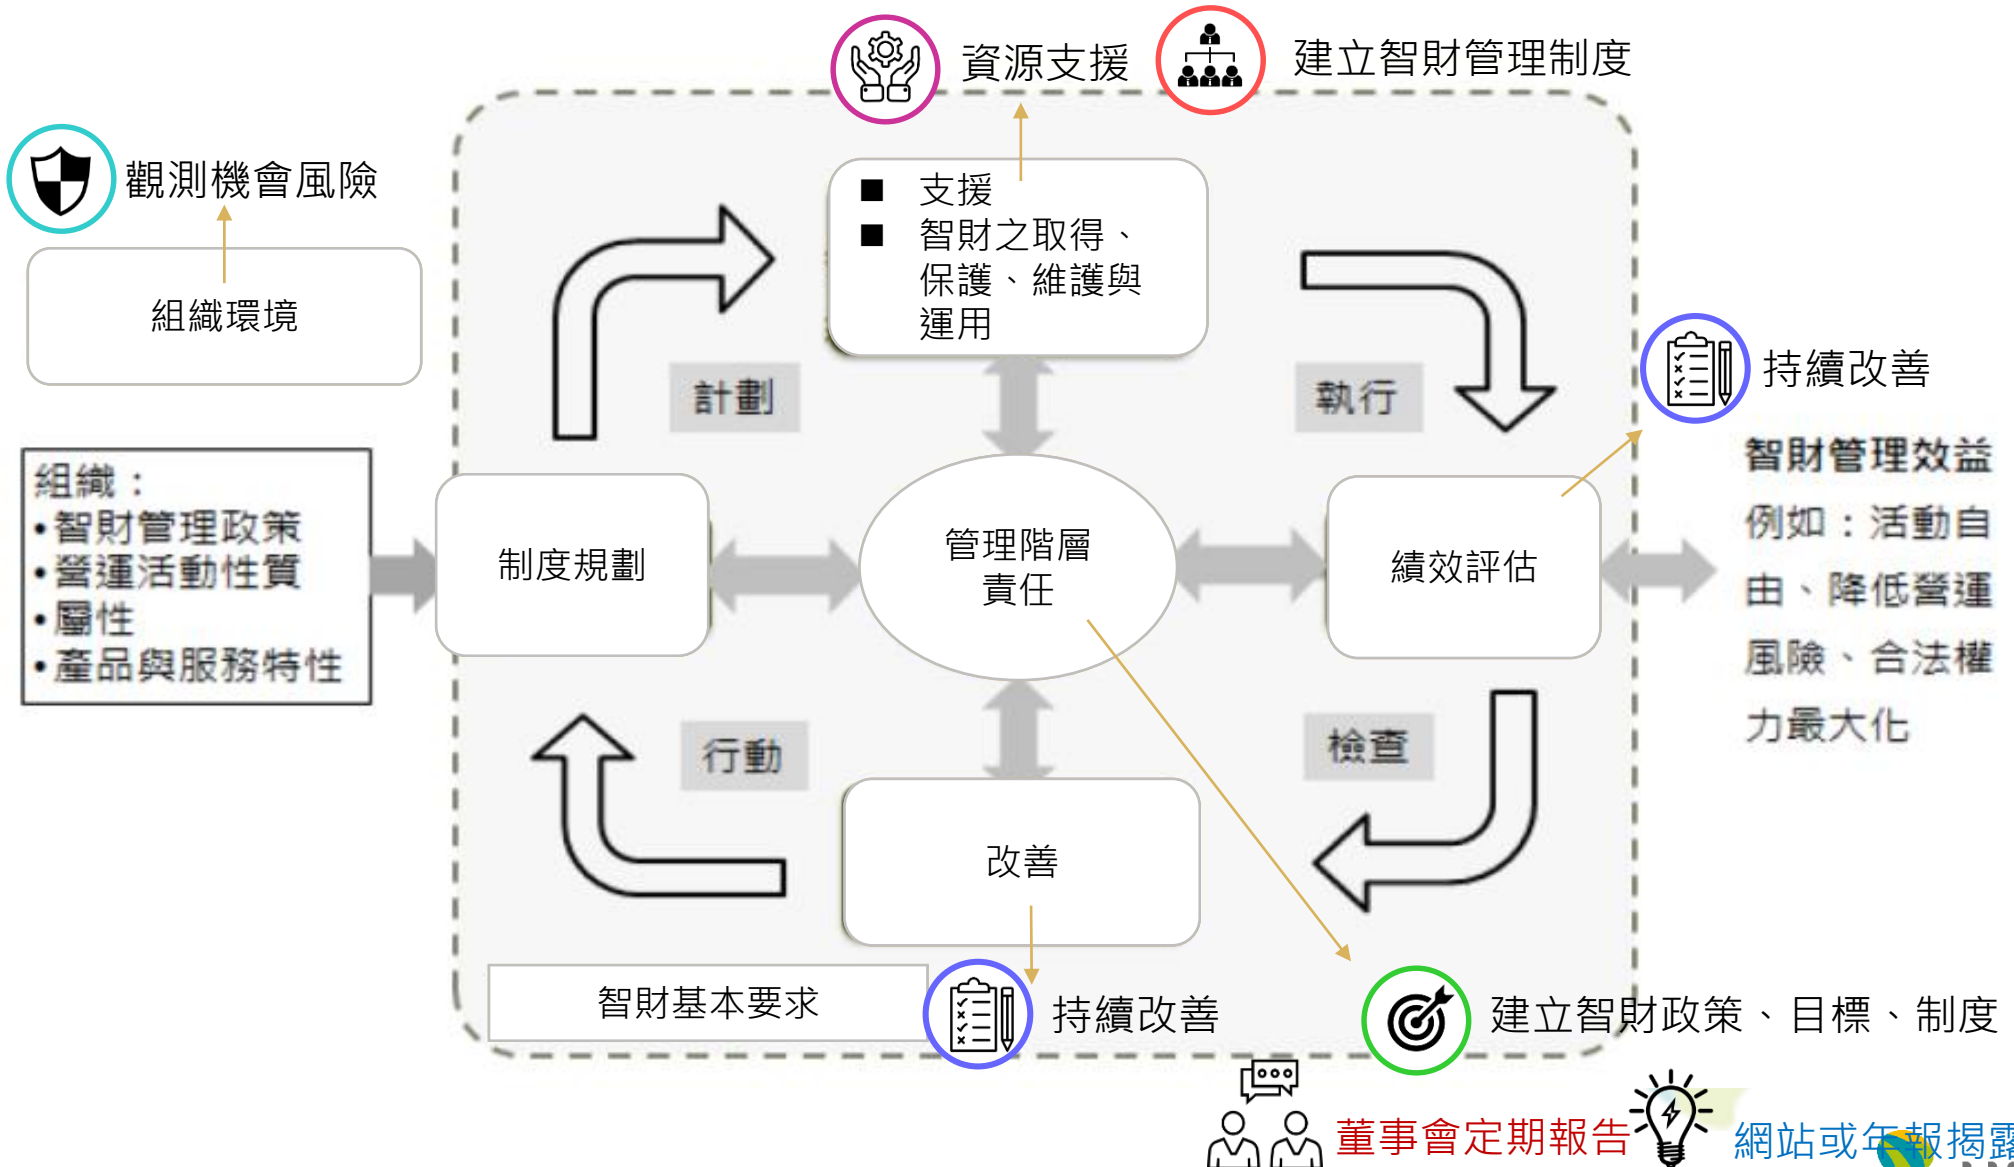 資源支援
建立智財管理制度
觀測機會風險
■ 支援
■ 智財之取得、
保護、維護與
運用
組織環境
計劃
執行
持續改善
組織：
•智財管理政策
•營運活動性質
•屬性
•產品與服務特性
制度規劃
管理階層
責任
績效評估
智財管理效益
例如：活動自
由、降低營運
風險、合法權
力最大化
行動
檢查
改善
智財基本要求
持續改善
建立智財政策、目標、制度
董事會定期報告
網站或年報揭露